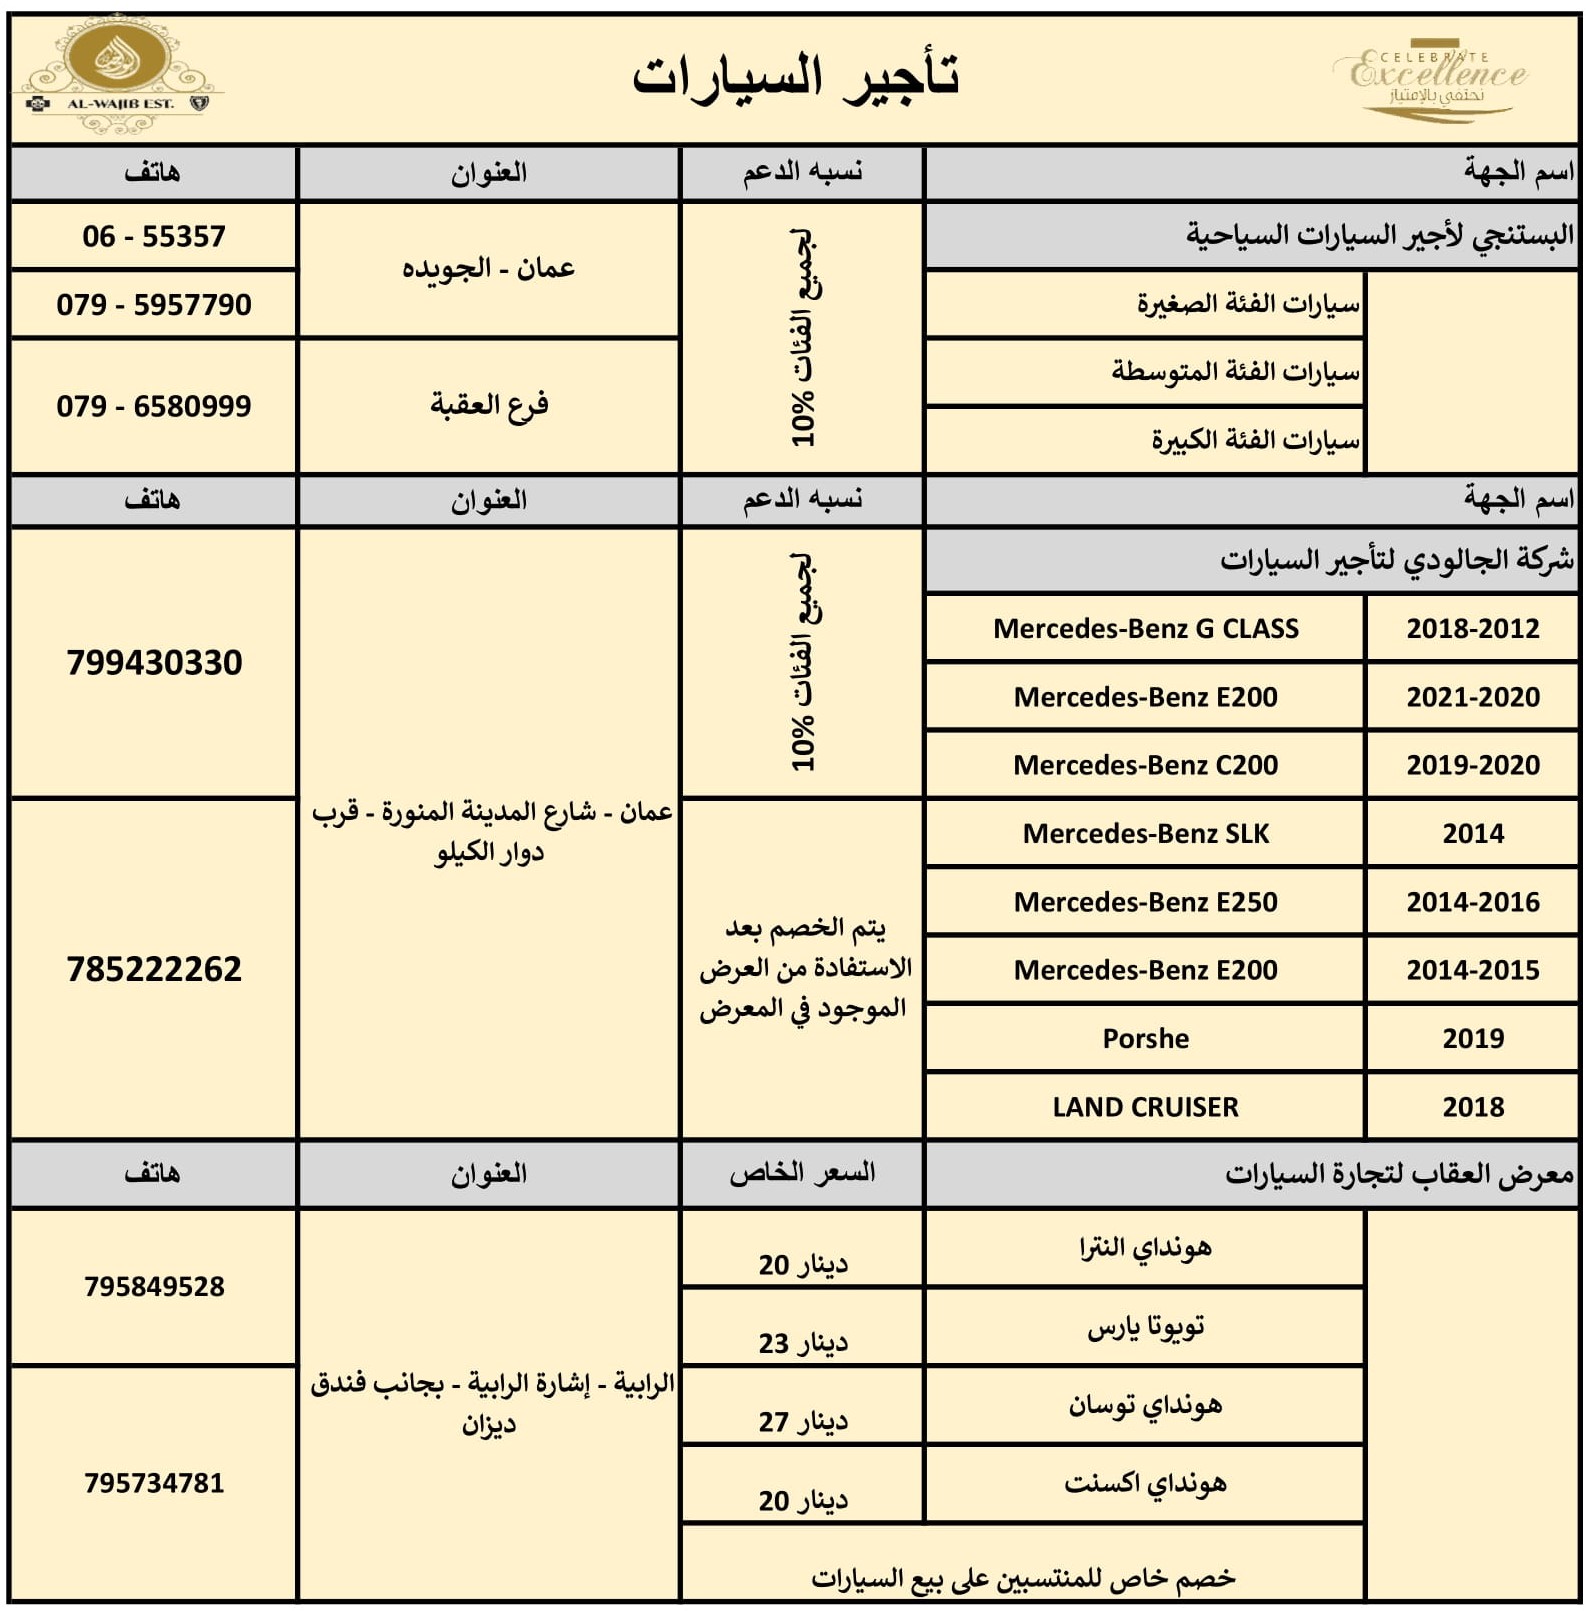 AL-WAJIB EST.
تأجير السيارات
CELEBRATE
Excellence
نحتفي بالإمتياز
اسم الجهة نسبه الدعم العنوان هاتف
البستنجي لأجير السيارات السياحية
سيارات الفئة الصغيرة
سيارات الفئة المتوسطة
سيارات الفئة الكبيرة
لجميع الفئات %10
عمان - الجويده
06 - 55357
079 - 5957790
فرع العقبة
079 - 6580999
اسم الجهة نسبه الدعم العنوان هاتف
شركة الجالودي لتأجير السيارات
2018-2012 Mercedes-Benz G CLASS
2021-2020 Mercedes-Benz E200
2019-2020 Mercedes-Benz C200
2014 Mercedes-Benz SLK
2014-2016 Mercedes-Benz E250
2014-2015 Mercedes-Benz E200
2019 Porshe
2018 LAND CRUISER
لجميع الفئات %10
يتم الخصم بعد
الاستفادة من العرض
الموجود في المعرض
عمان - شارع المدينة المنورة - قرب
دوار الكيلو
799430330
785222262
معرض العقاب لتجارة السيارات السعر الخاص العنوان هاتف
هونداي النترا 20 دينار
تويوتا يارس 23 دينار
هونداي توسان 27 دينار
هونداي اكسنت 20 دينار
خصم خاص للمنتسبين على بيع السيارات
الرابية - إشارة الرابية - بجانب فندق
ديزان
795849528
795734781